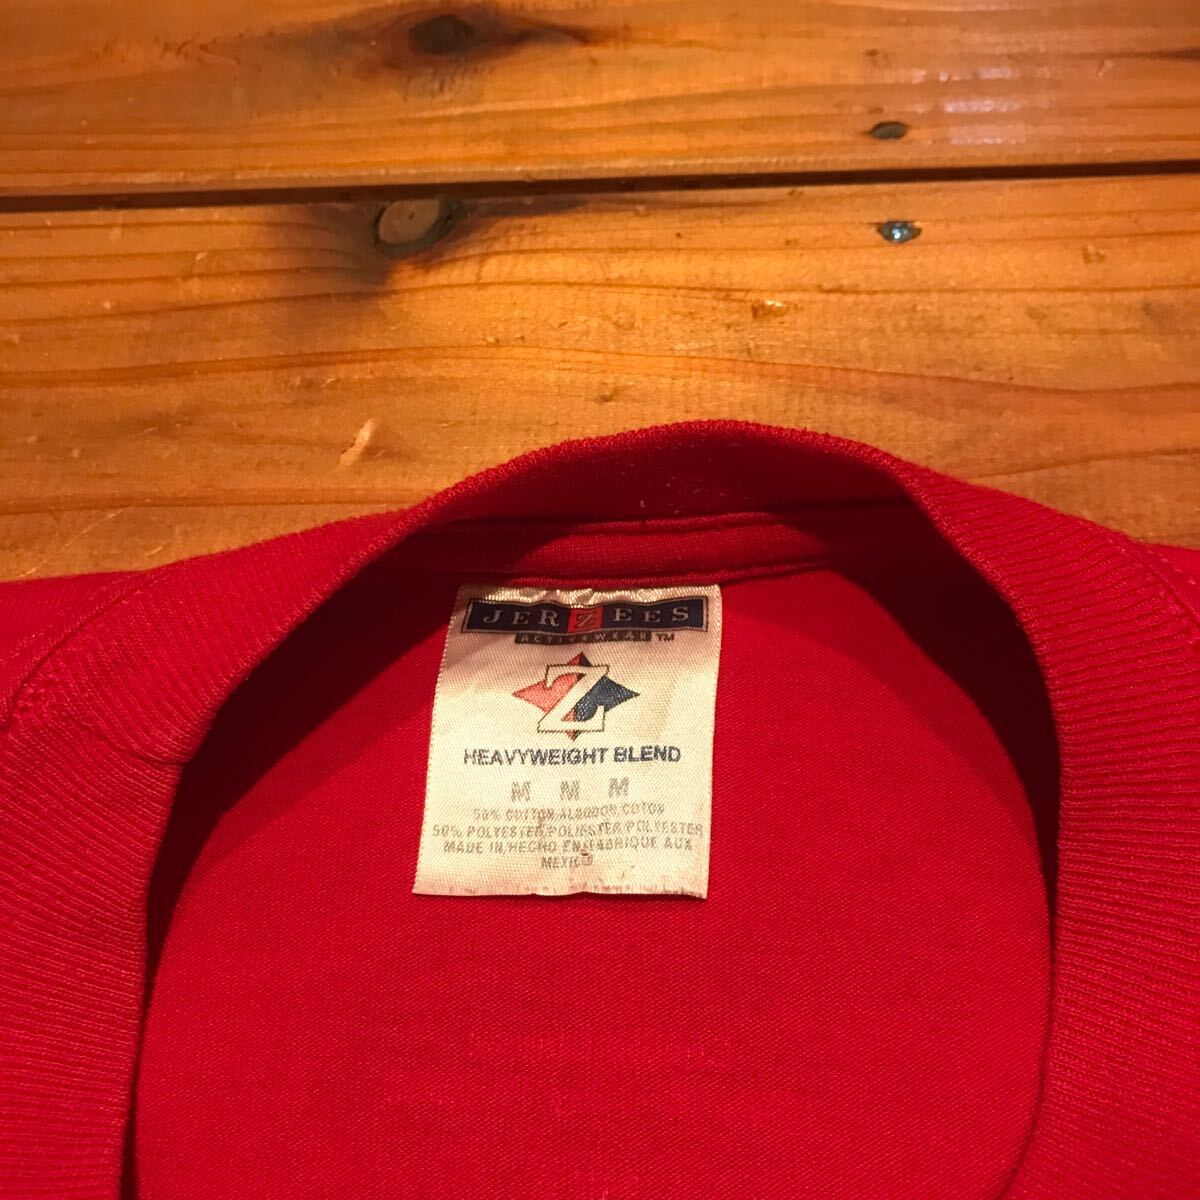 JERZEES
ACTIVEWEAR ™
Z
HEAVYWEIGHT BLEND
M M M
50% COTTON/ALGODON/COTON
50% POLYESTER/POLIESTER/POLYESTER
MADE IN/HECHO EN/FABRIQUE AUX
MEXICO